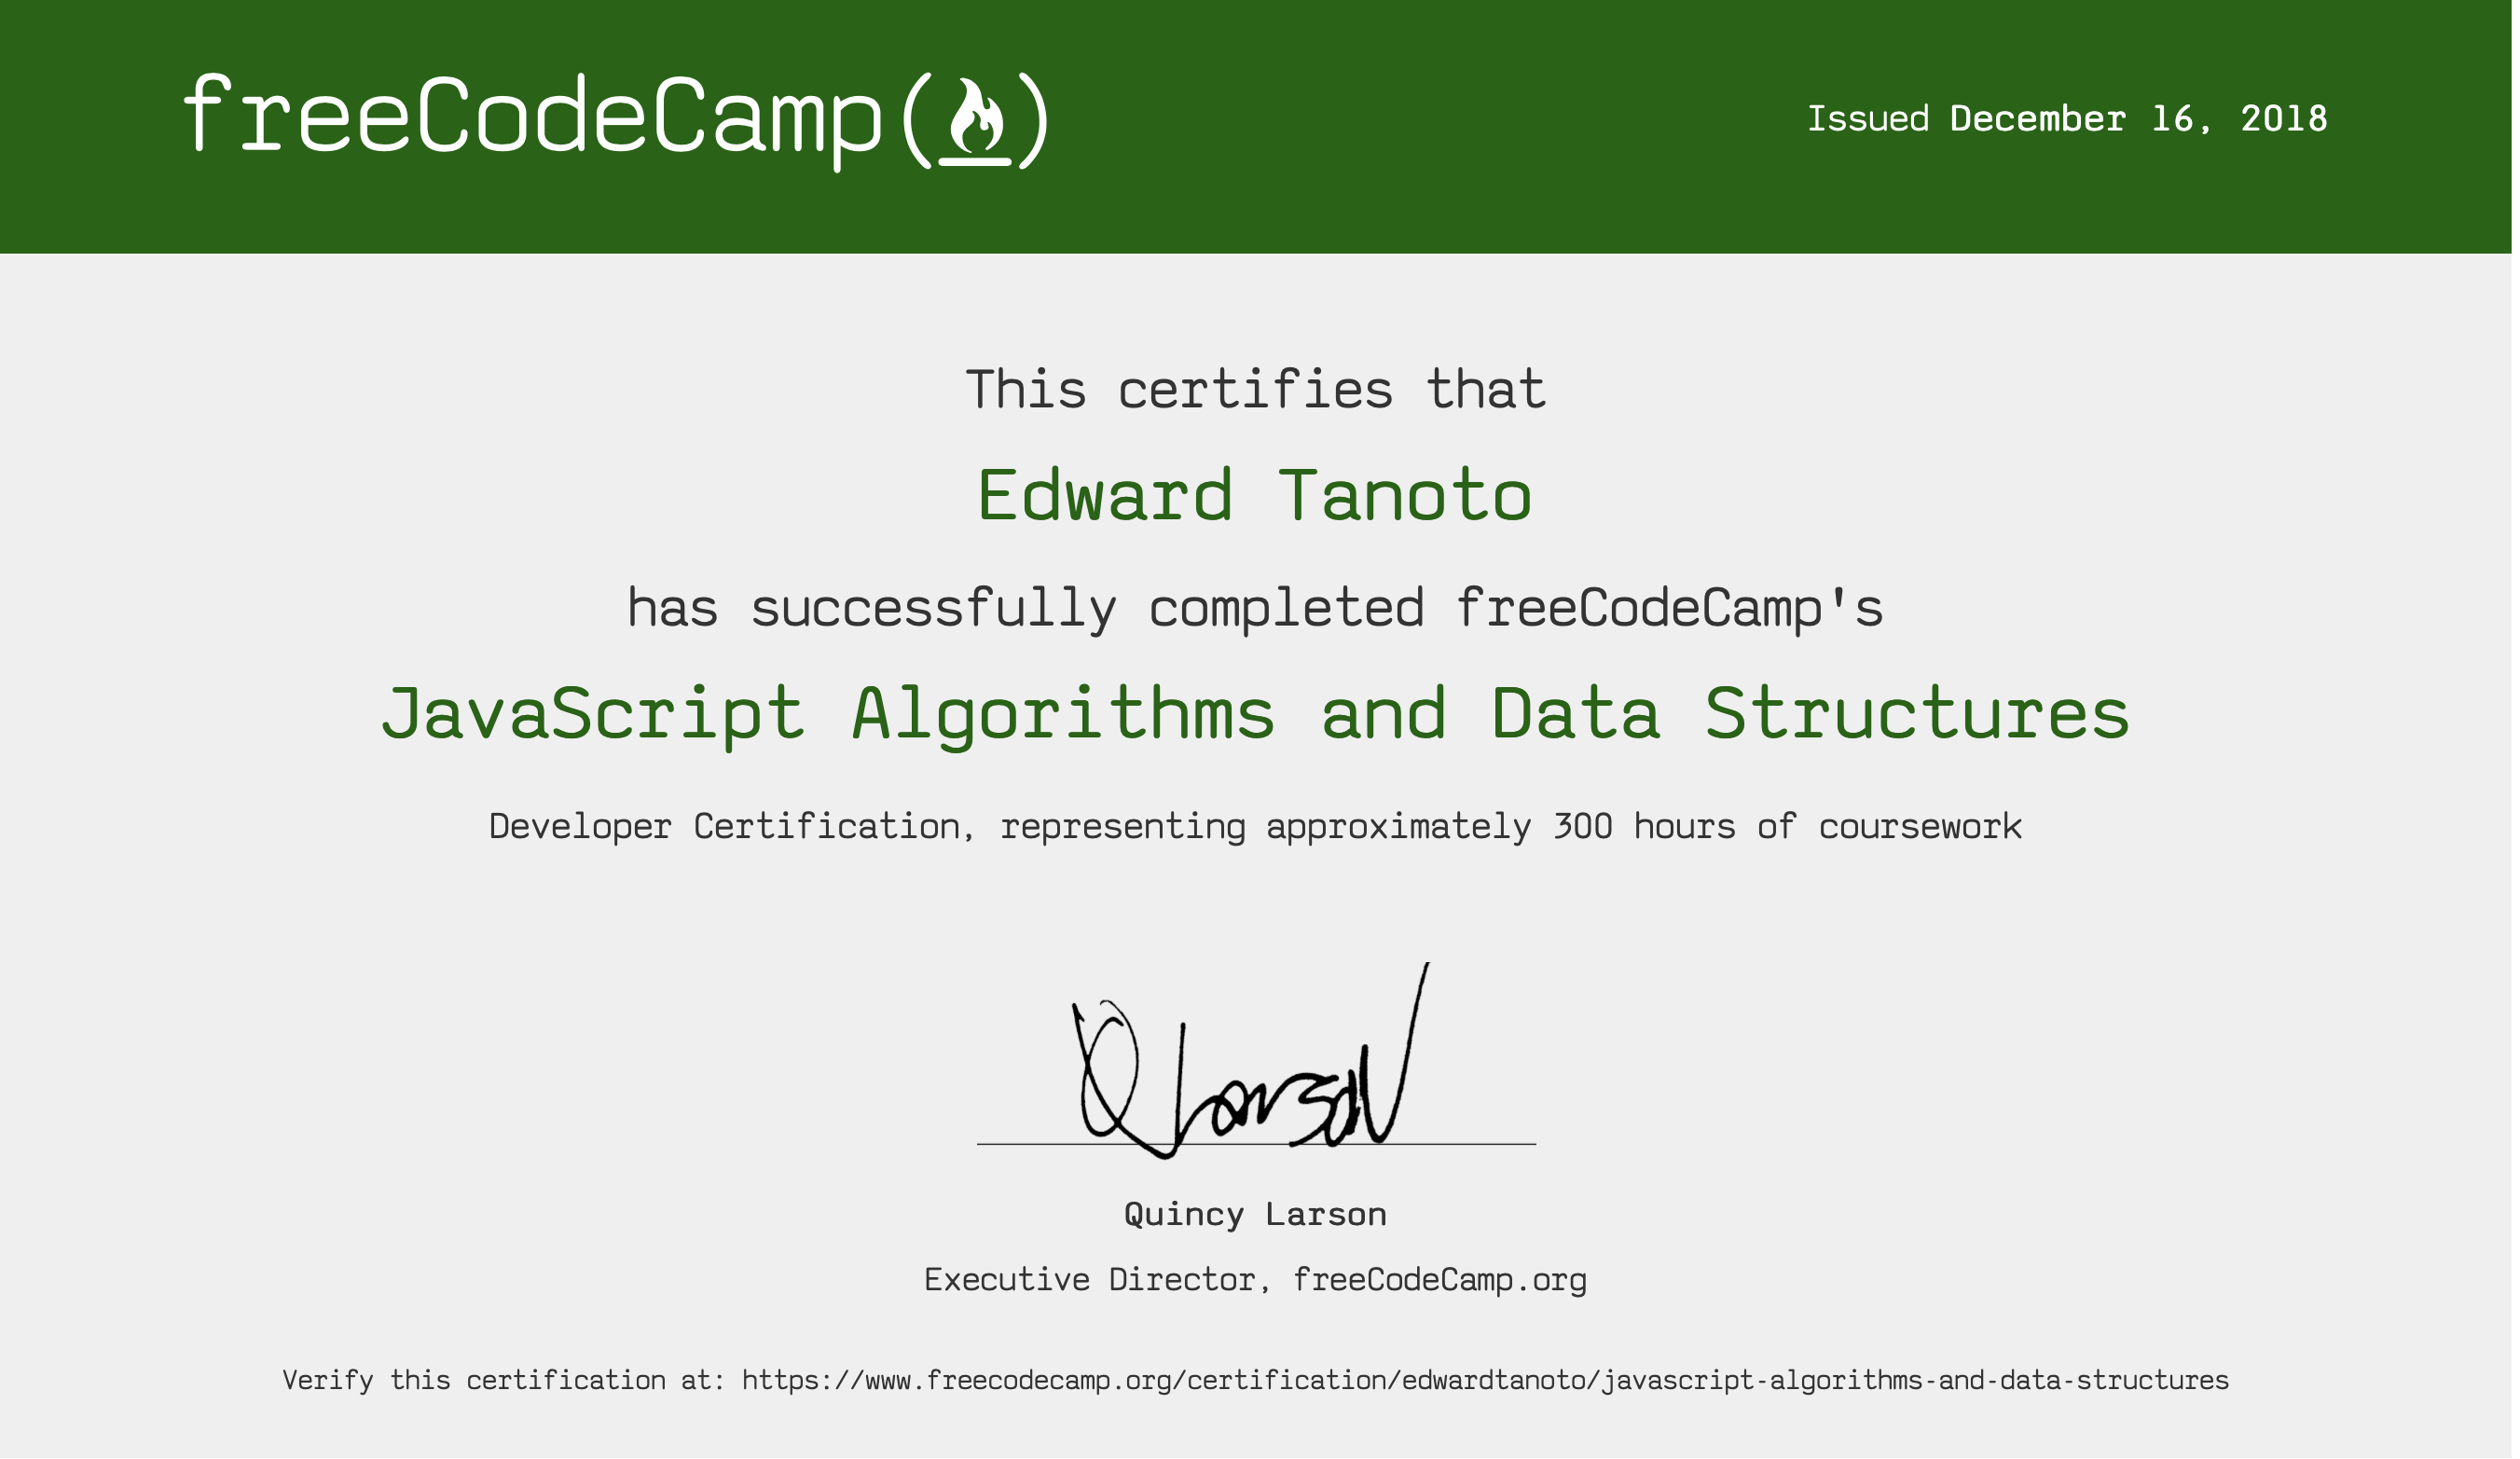 freeCodeCamp(🔥)
Issued December 16, 2018
This certifies that
Edward Tanoto
has successfully completed freeCodeCamp's
JavaScript Algorithms and Data Structures
Developer Certification, representing approximately 300 hours of coursework
QLarson
Quincy Larson
Executive Director, freeCodeCamp.org
Verify this certification at: https://www.freecodecamp.org/certification/edwardtanoto/javascript-algorithms-and-data-structures